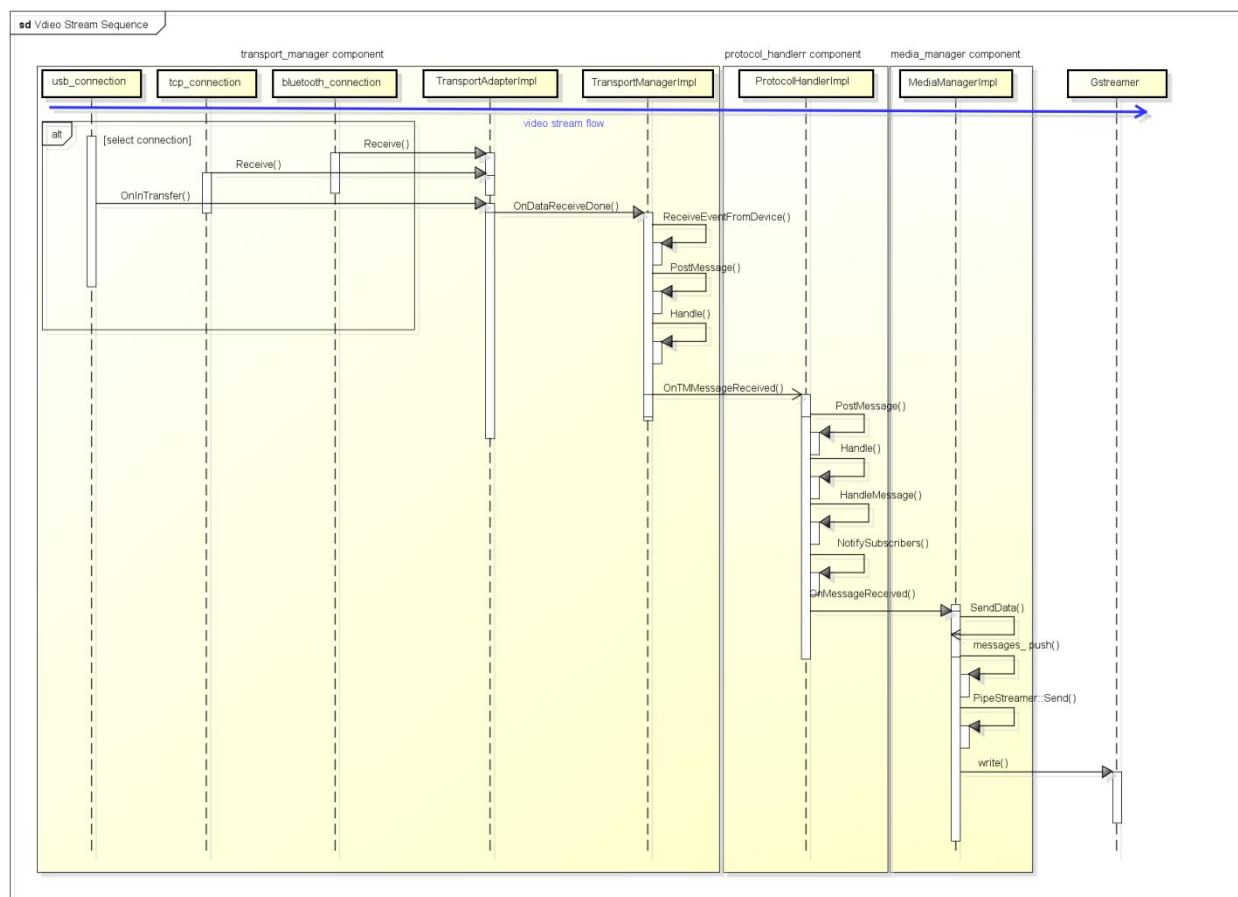 sd Vdieo Stream Sequence
transport_manager component
protocol_handlerr component
media_manager component
usb_connection
tcp_connection
bluetooth_connection
TransportAdapterImpl
TransportManagerImpl
ProtocolHandlerImpl
MediaManagerImpl
Gstreamer
video stream flow
alt
[select connection]
Receive()
Receive()
OnInTransfer()
OnDataReceiveDone()
ReceiveEventFromDevice()
PostMessage()
Handle()
OnTMMessageReceived()
PostMessage()
Handle()
HandleMessage()
NotifySubscribers()
OnMessageReceived()
SendData()
messages_.push()
PipeStreamer::Send()
write()